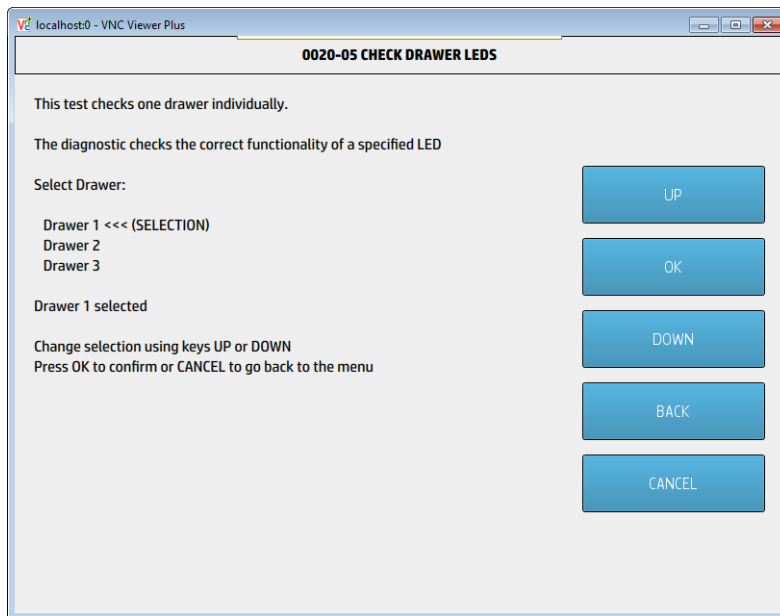 localhost:0 - VNC Viewer Plus
0020-05 CHECK DRAWER LEDS
This test checks one drawer individually.
The diagnostic checks the correct functionality of a specified LED
Select Drawer:
Drawer 1 <<< (SELECTION)
Drawer 2
Drawer 3
Drawer 1 selected
Change selection using keys UP or DOWN
Press OK to confirm or CANCEL to go back to the menu
UP
OK
DOWN
BACK
CANCEL